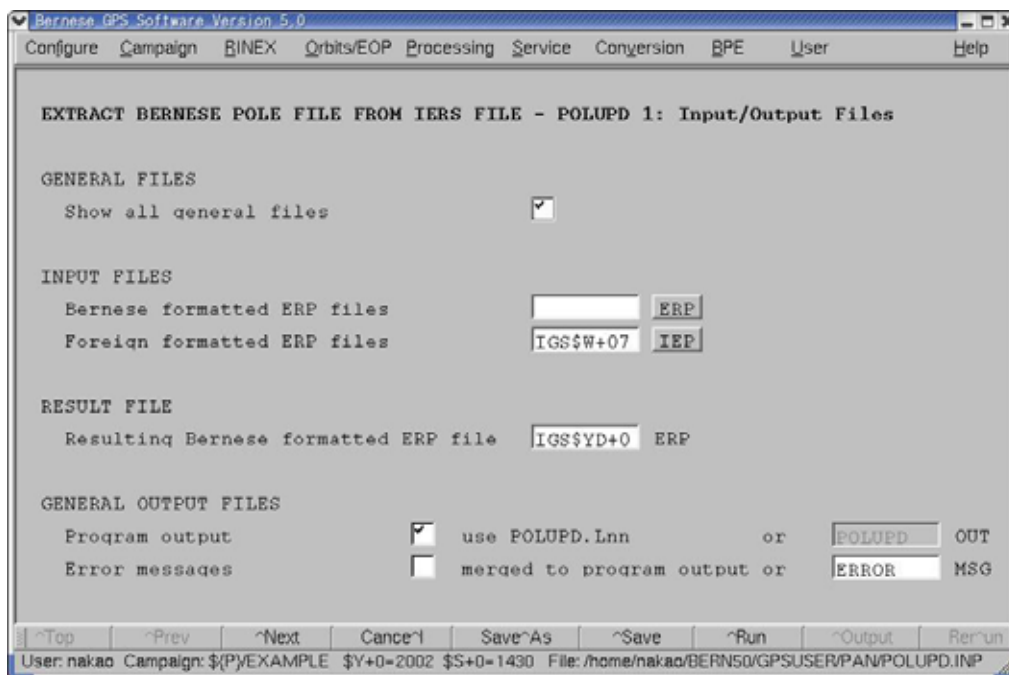 Bernese GPS Software Version 5.0
Configure Campaign RINEX Orbits/EOP Processing Service Conversion BPE User Help
EXTRACT BERNESE POLE FILE FROM IERS FILE - POLUPD 1: Input/Output Files
GENERAL FILES
Show all general files
INPUT FILES
Bernese formatted ERP files ERP
Foreign formatted ERP files IGS$W+07 IEP
RESULT FILE
Resulting Bernese formatted ERP file IGS$YD+0 ERP
GENERAL OUTPUT FILES
Program output use POLUPD.Lnn or POLUPD OUT
Error messages merged to program output or ERROR MSG
^Top ^Prev ^Next Cance^l Save^As ^Save ^Run ^Output Rer^un
User: nakao Campaign: ${P}/EXAMPLE $Y+0=2002 $S+0=1430 File: /home/nakao/BERN50/GPSUSER/PAN/POLUPD.INP